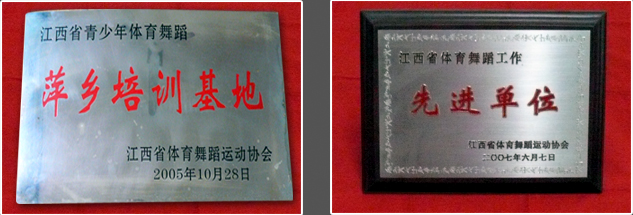 江西省青少年体育舞蹈
萍乡培训基地
江西省体育舞蹈运动协会
2005年10月28日
江西省体育舞蹈工作
先进单位
江西省体育舞蹈运动协会
二〇〇七年六月七日